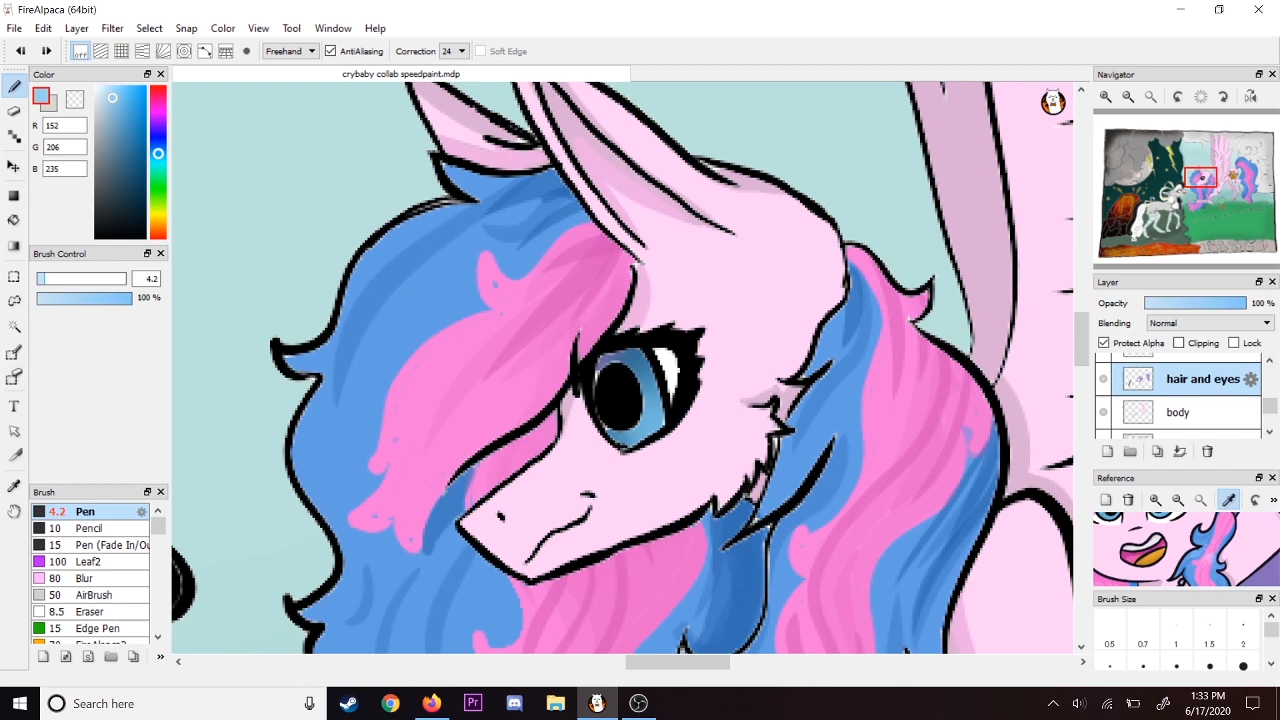 FireAlpaca (64bit)
File Edit Layer Filter Select Snap Color View Tools Window Help
off Freehand AntiAliasing Correction 24 Soft Edge
Color
crybaby collab speedpaint.mdp
Navigator
R 152
G 206
B 235
Brush Control
4.2
100 %
Layer
Opacity 100 %
Blending Normal
Protect Alpha Clipping Lock
hair and eyes
body
Reference
Brush
4.2 Pen
10 Pencil
15 Pen (Fade In/Ou
100 Leaf2
80 Blur
50 AirBrush
8.5 Eraser
15 Edge Pen
Brush Size
0.5 0.7 1 1.5 2
Search here
Pr
1:33 PM
6/17/2020